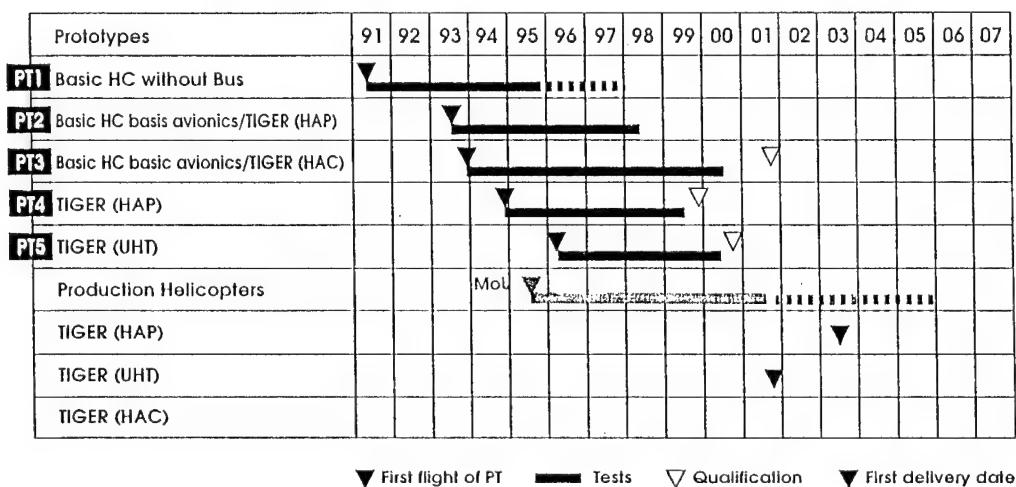 Prototypes 91 92 93 94 95 96 97 98 99 00 01 02 03 04 05 06 07
PT1 Basic HC without Bus
PT2 Basic HC basis avionics/TIGER (HAP)
PT3 Basic HC basic avionics/TIGER (HAC)
PT4 TIGER (HAP)
PT5 TIGER (UHT)
Production Helicopters MoU
TIGER (HAP)
TIGER (UHT)
TIGER (HAC)
First flight of PT Tests Qualification First delivery date